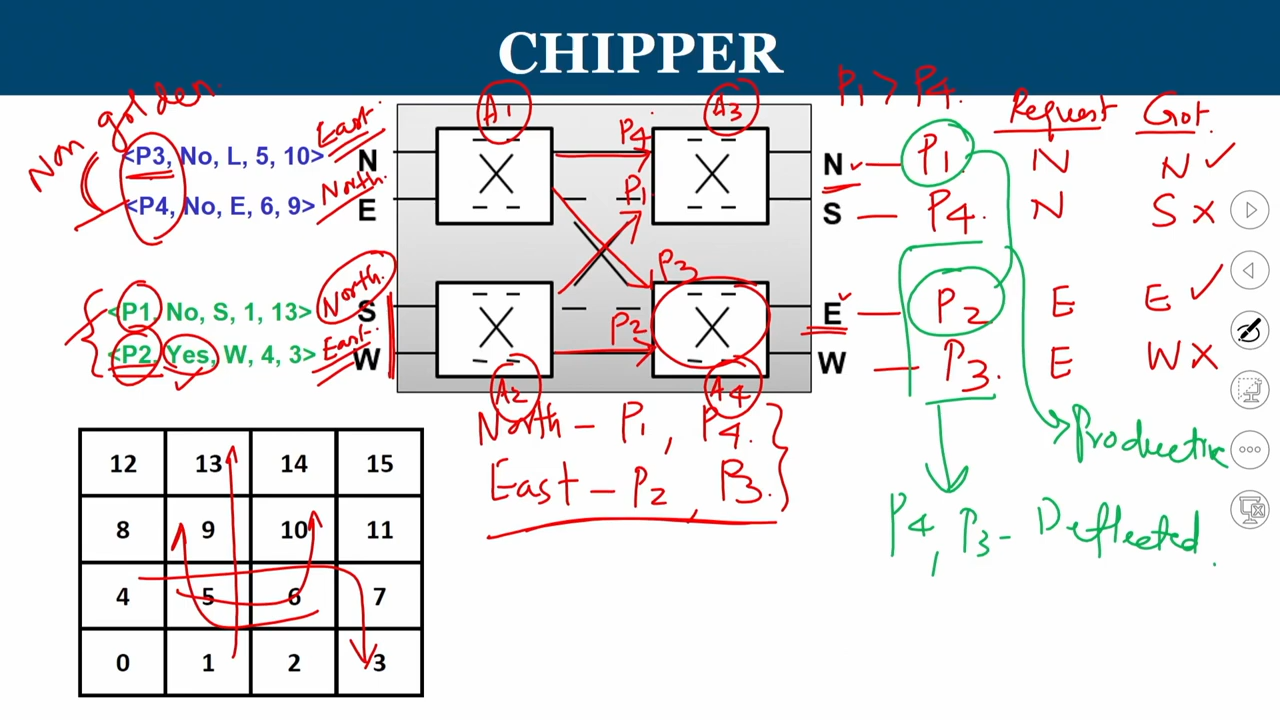 CHIPPER
Non golden.
<P3, No, L, 5, 10> East.
<P4, No, E, 6, 9> North.
<P1, No, S, 1, 13> North.
<P2, Yes, W, 4, 3> East.
N
E
S
W
A1
A2
A3
A4
P4
P1
P3
P2
N
S
E
W
P1 > P4.
Request Got.
P1 N N ✓
P4. N S X
P2 E E ✓
P3. E W X
North – P1, P4.
East – P2, P3.
Productive
P4, P3 – Deflected.
12 13 14 15
8 9 10 11
4 5 6 7
0 1 2 3